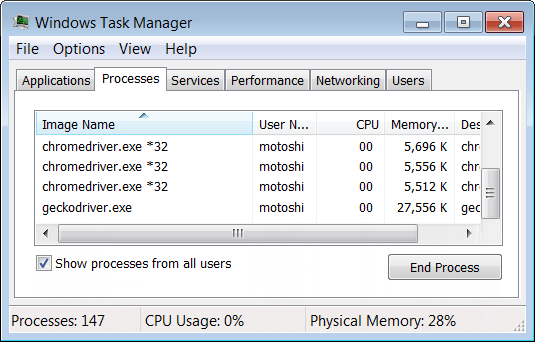 Windows Task Manager
File Options View Help
Applications Processes Services Performance Networking Users
Image Name User N... CPU Memory... Des
chromedriver.exe *32 motoshi 00 5,696 K chr
chromedriver.exe *32 motoshi 00 5,556 K chr
chromedriver.exe *32 motoshi 00 5,512 K chr
geckodriver.exe motoshi 00 27,556 K gec
Show processes from all users End Process
Processes: 147 CPU Usage: 0% Physical Memory: 28%